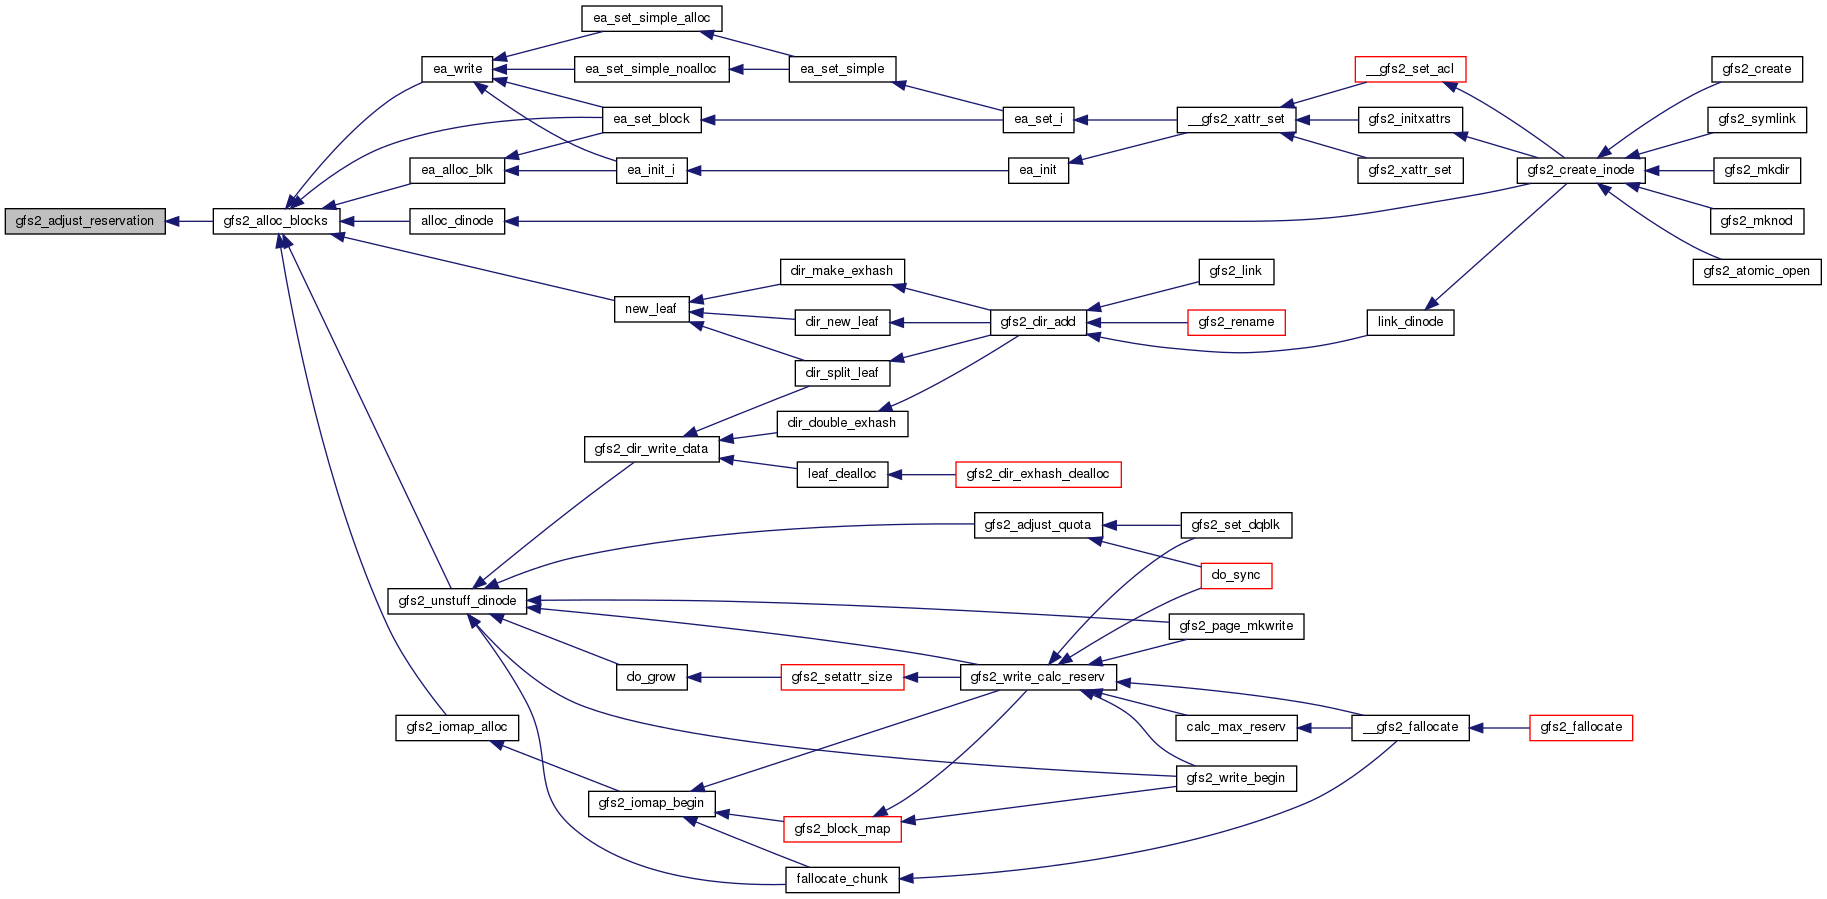 ea_set_simple_alloc
ea_write
ea_set_simple_noalloc
ea_set_simple
__gfs2_set_acl
gfs2_create
ea_set_block
ea_set_i
__gfs2_xattr_set
gfs2_initxattrs
gfs2_symlink
ea_alloc_blk
ea_init_i
ea_init
gfs2_xattr_set
gfs2_create_inode
gfs2_mkdir
gfs2_adjust_reservation
gfs2_alloc_blocks
alloc_dinode
gfs2_mknod
dir_make_exhash
gfs2_link
gfs2_atomic_open
new_leaf
dir_new_leaf
gfs2_dir_add
gfs2_rename
link_dinode
dir_split_leaf
dir_double_exhash
gfs2_dir_write_data
leaf_dealloc
gfs2_dir_exhash_dealloc
gfs2_adjust_quota
gfs2_set_dqblk
do_sync
gfs2_unstuff_dinode
gfs2_page_mkwrite
do_grow
gfs2_setattr_size
gfs2_write_calc_reserv
gfs2_iomap_alloc
calc_max_reserv
__gfs2_fallocate
gfs2_fallocate
gfs2_write_begin
gfs2_iomap_begin
gfs2_block_map
fallocate_chunk